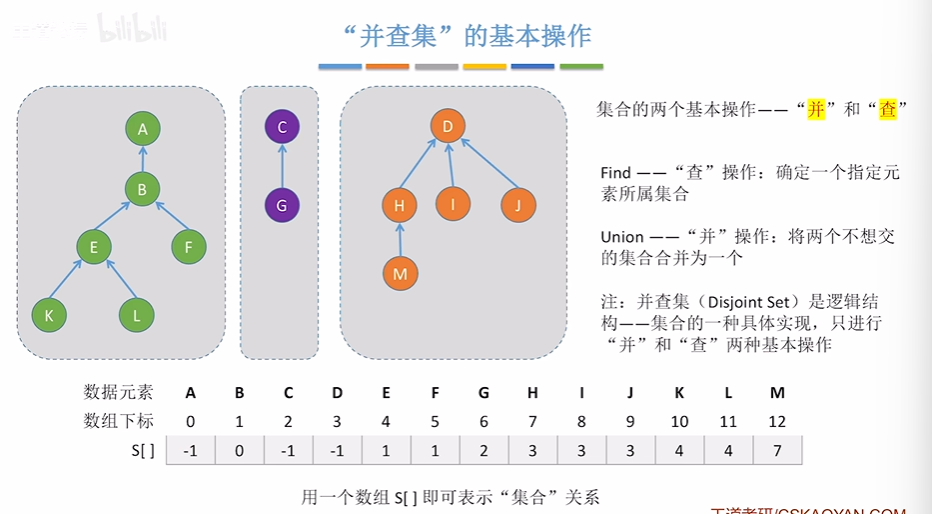 bilibili
“并查集”的基本操作
A
B
E
F
K
L
C
G
D
H
I
J
M
集合的两个基本操作——“并”和“查”
Find ——“查”操作：确定一个指定元
素所属集合
Union ——“并”操作：将两个不想交
的集合合并为一个
注：并查集（Disjoint Set）是逻辑结
构——集合的一种具体实现，只进行
“并”和“查”两种基本操作
数据元素 A B C D E F G H I J K L M
数组下标 0 1 2 3 4 5 6 7 8 9 10 11 12
S[ ] -1 0 -1 -1 1 1 2 3 3 3 4 4 7
用一个数组 S[ ] 即可表示“集合”关系
王道考研/CSKAOYAN.COM